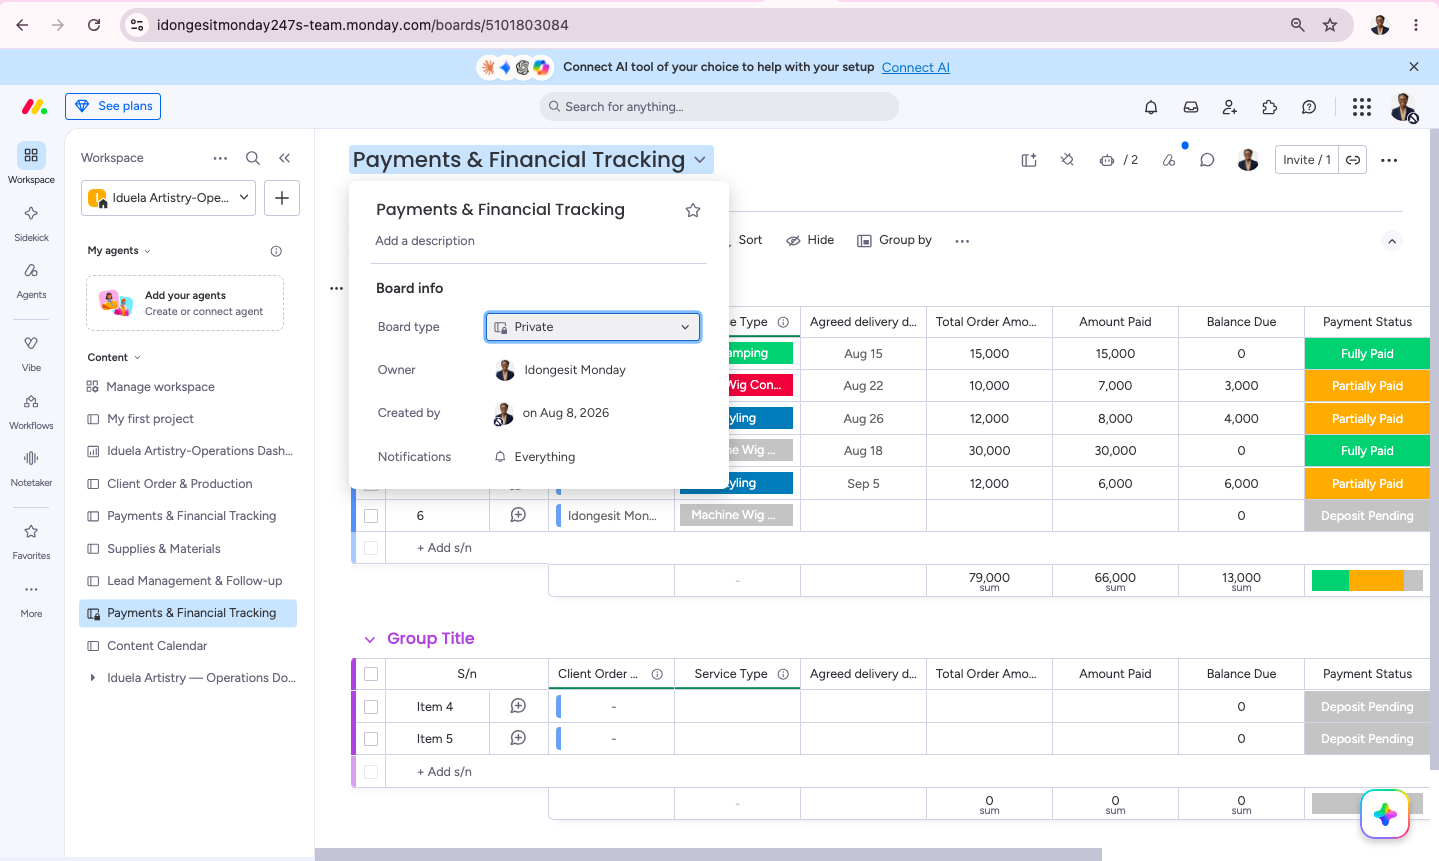 idongesitmonday247s-team.monday.com/boards/5101803084
Connect AI tool of your choice to help with your setup Connect AI
See plans
Search for anything...
Workspace
Sidekick
Agents
Vibe
Workflows
Notetaker
Favorites
More
Workspace
Iduela Artistry-Ope...
My agents
Add your agents
Create or connect agent
Content
Manage workspace
My first project
Iduela Artistry-Operations Dash...
Client Order & Production
Payments & Financial Tracking
Supplies & Materials
Lead Management & Follow-up
Payments & Financial Tracking
Content Calendar
Iduela Artistry — Operations Do...
Payments & Financial Tracking
/ 2
Invite / 1
Payments & Financial Tracking
Add a description
Board info
Board type Private
Owner Idongesit Monday
Created by on Aug 8, 2026
Notifications Everything
Sort Hide Group by
e Type Agreed delivery d... Total Order Amo... Amount Paid Balance Due Payment Status
amping Aug 15 15,000 15,000 0 Fully Paid
Wig Con... Aug 22 10,000 7,000 3,000 Partially Paid
yling Aug 26 12,000 8,000 4,000 Partially Paid
ne Wig ... Aug 18 30,000 30,000 0 Fully Paid
yling Sep 5 12,000 6,000 6,000 Partially Paid
6 Idongesit Mon... Machine Wig ... 0 Deposit Pending
+ Add s/n
- 79,000 66,000 13,000
sum sum sum
Group Title
S/n Client Order ... Service Type Agreed delivery d... Total Order Amo... Amount Paid Balance Due Payment Status
Item 4 - 0 Deposit Pending
Item 5 - 0 Deposit Pending
+ Add s/n
- 0 0 0
sum sum sum